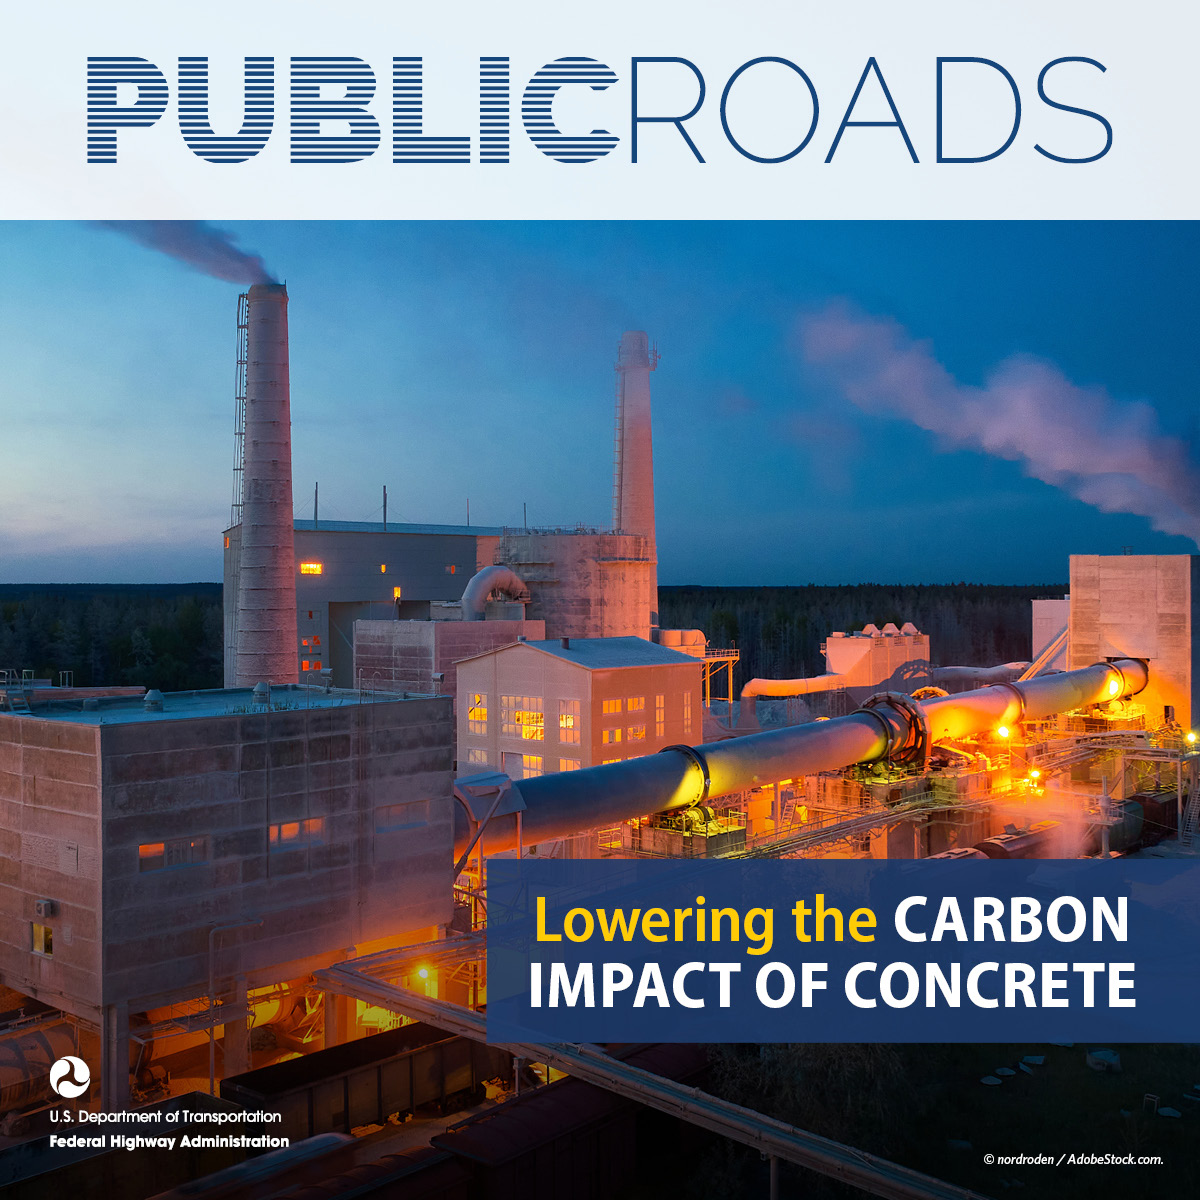 PUBLICROADS
Lowering the CARBON
IMPACT OF CONCRETE
U.S. Department of Transportation
Federal Highway Administration
© nordroden / AdobeStock.com.